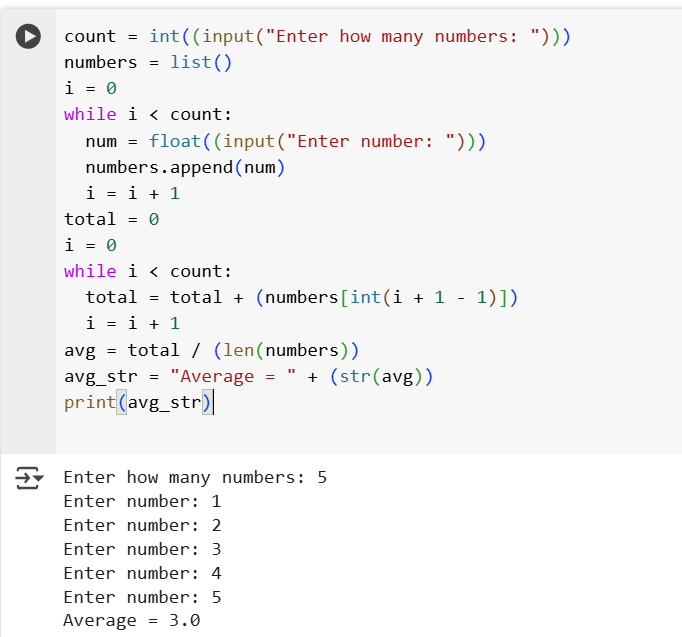 count = int((input("Enter how many numbers: ")))
numbers = list()
i = 0
while i < count:
  num = float((input("Enter number: ")))
  numbers.append(num)
  i = i + 1
total = 0
i = 0
while i < count:
  total = total + (numbers[int(i + 1 - 1)])
  i = i + 1
avg = total / (len(numbers))
avg_str = "Average = " + (str(avg))
print(avg_str)
Enter how many numbers: 5
Enter number: 1
Enter number: 2
Enter number: 3
Enter number: 4
Enter number: 5
Average = 3.0